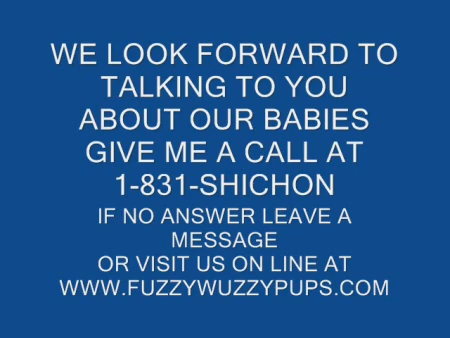 WE LOOK FORWARD TO
TALKING TO YOU
ABOUT OUR BABIES
GIVE ME A CALL AT
1-831-SHICHON
IF NO ANSWER LEAVE A
MESSAGE
OR VISIT US ON LINE AT
WWW.FUZZYWUZZYPUPS.COM